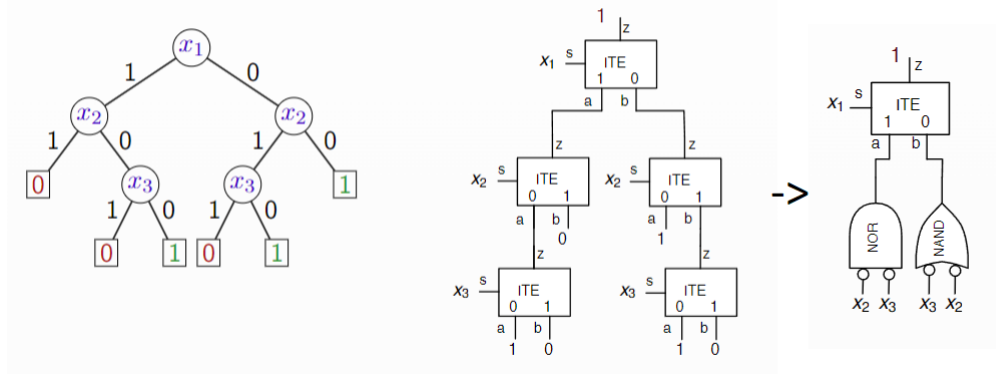 x1
1 0
x2 x2
1 0 1 0
0 x3 x3 1
1 0 1 0
0 1 0 1
1 z
x1 s ITE
1 0
a b
z z
x2 s ITE x2 s ITE
0 1 0 1
a b a b
0 1
z z
x3 s ITE x3 s ITE
0 1 0 1
a b a b
1 0 1 0
->
1 z
x1 s ITE
1 0
a b
NOR NAND
x2 x3 x3 x2